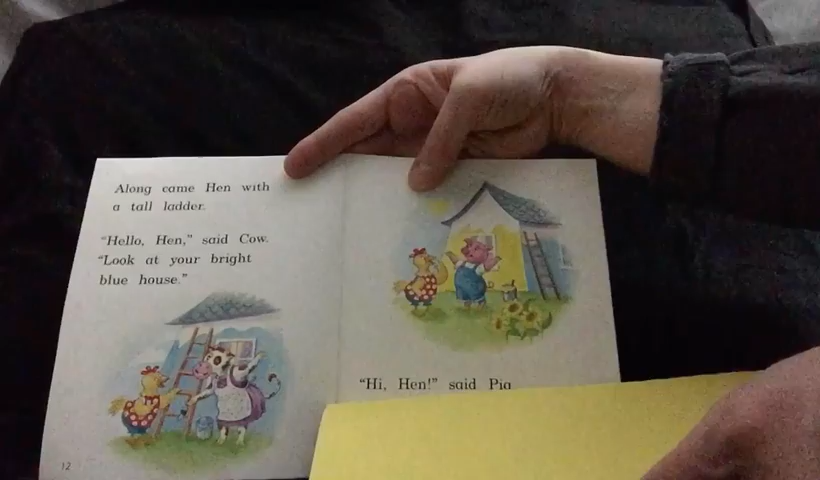 Along came Hen with
a tall ladder.
"Hello, Hen," said Cow.
"Look at your bright
blue house."
12
"Hi, Hen!" said Pig